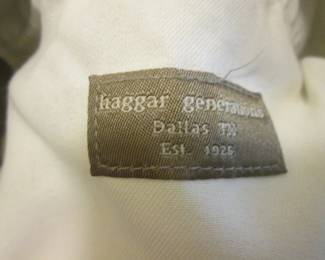 haggar generations
Dallas TX
Est. 1926